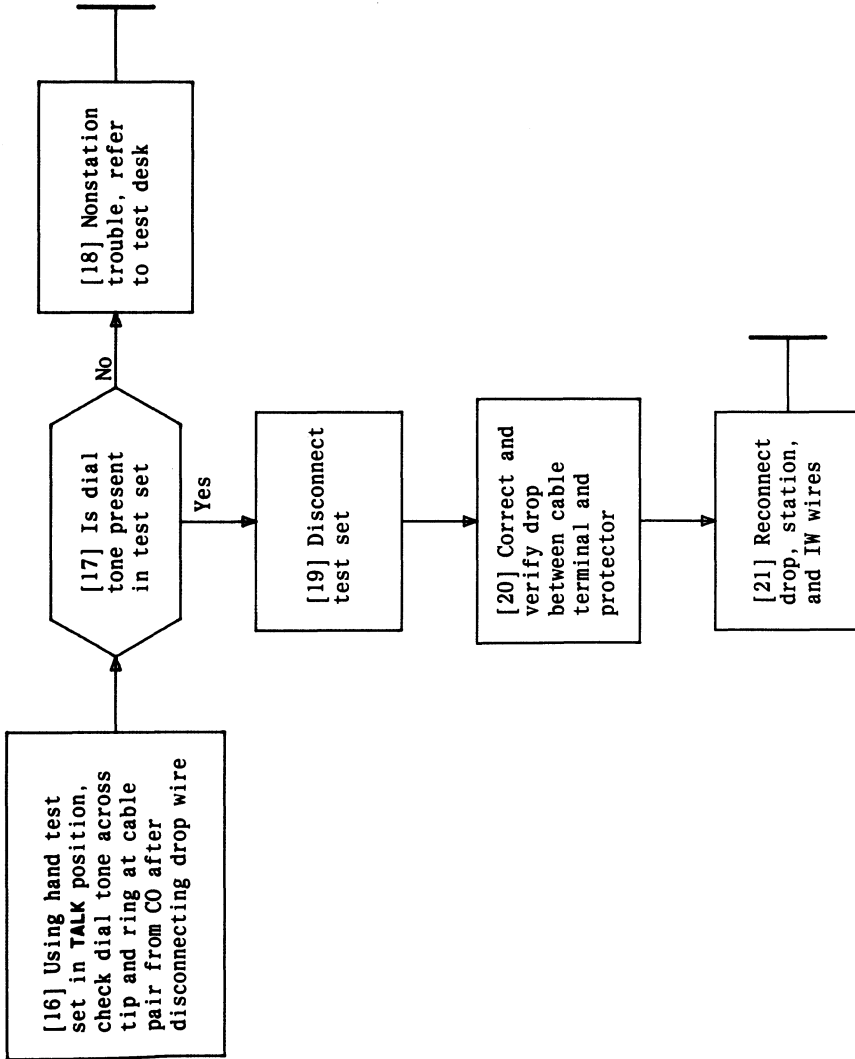 [16] Using hand test
set in TALK position,
check dial tone across
tip and ring at cable
pair from CO after
disconnecting drop wire
[17] Is dial
tone present
in test set
No
[18] Nonstation
trouble, refer
to test desk
Yes
[19] Disconnect
test set
[20] Correct and
verify drop
between cable
terminal and
protector
[21] Reconnect
drop, station,
and IW wires